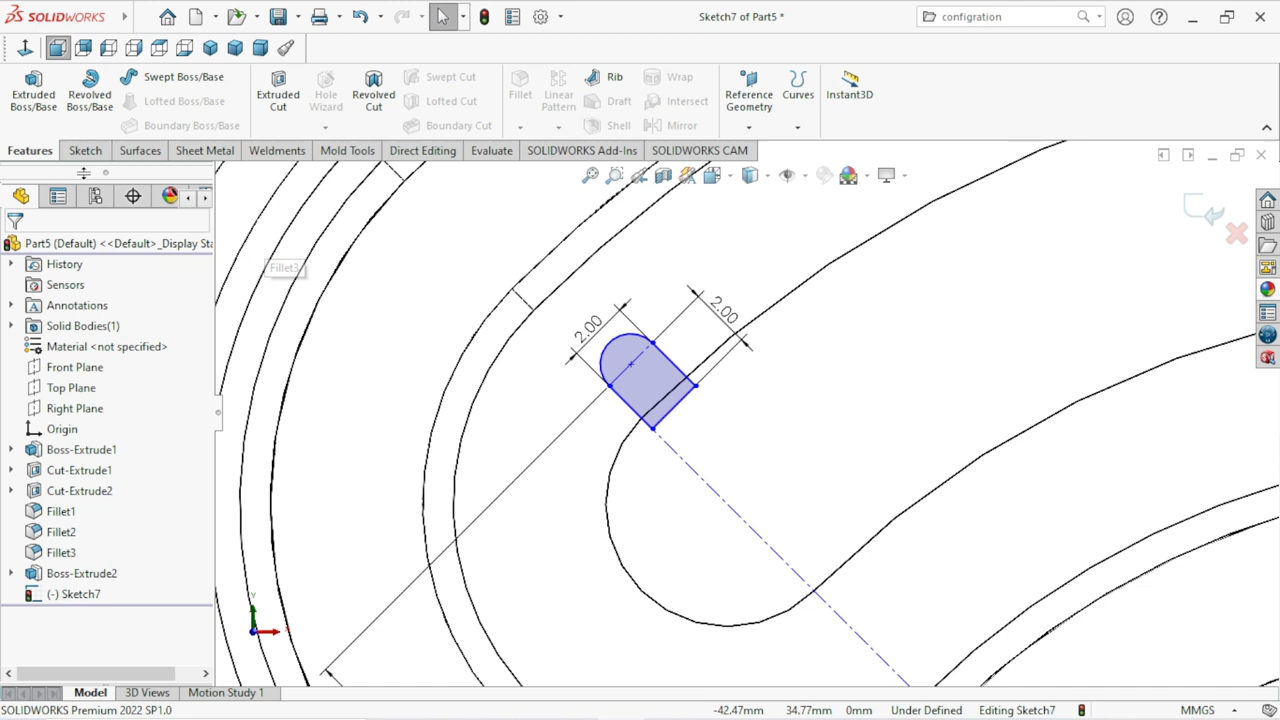 SOLIDWORKS
Sketch7 of Part5 *
configration
Extruded Boss/Base
Revolved Boss/Base
Swept Boss/Base
Lofted Boss/Base
Boundary Boss/Base
Extruded Cut
Hole Wizard
Revolved Cut
Swept Cut
Lofted Cut
Boundary Cut
Fillet
Linear Pattern
Rib
Draft
Shell
Wrap
Intersect
Mirror
Reference Geometry
Curves
Instant3D
Features
Sketch
Surfaces
Sheet Metal
Weldments
Mold Tools
Direct Editing
Evaluate
SOLIDWORKS Add-Ins
SOLIDWORKS CAM
Part5 (Default) <<Default>_Display Sta
History
Sensors
Annotations
Solid Bodies(1)
Material <not specified>
Front Plane
Top Plane
Right Plane
Origin
Boss-Extrude1
Cut-Extrude1
Cut-Extrude2
Fillet1
Fillet2
Fillet3
Boss-Extrude2
(-) Sketch7
Fillet3
2.00
2.00
Y
Model
3D Views
Motion Study 1
SOLIDWORKS Premium 2022 SP1.0
-42.47mm
34.77mm
0mm
Under Defined
Editing Sketch7
MMGS